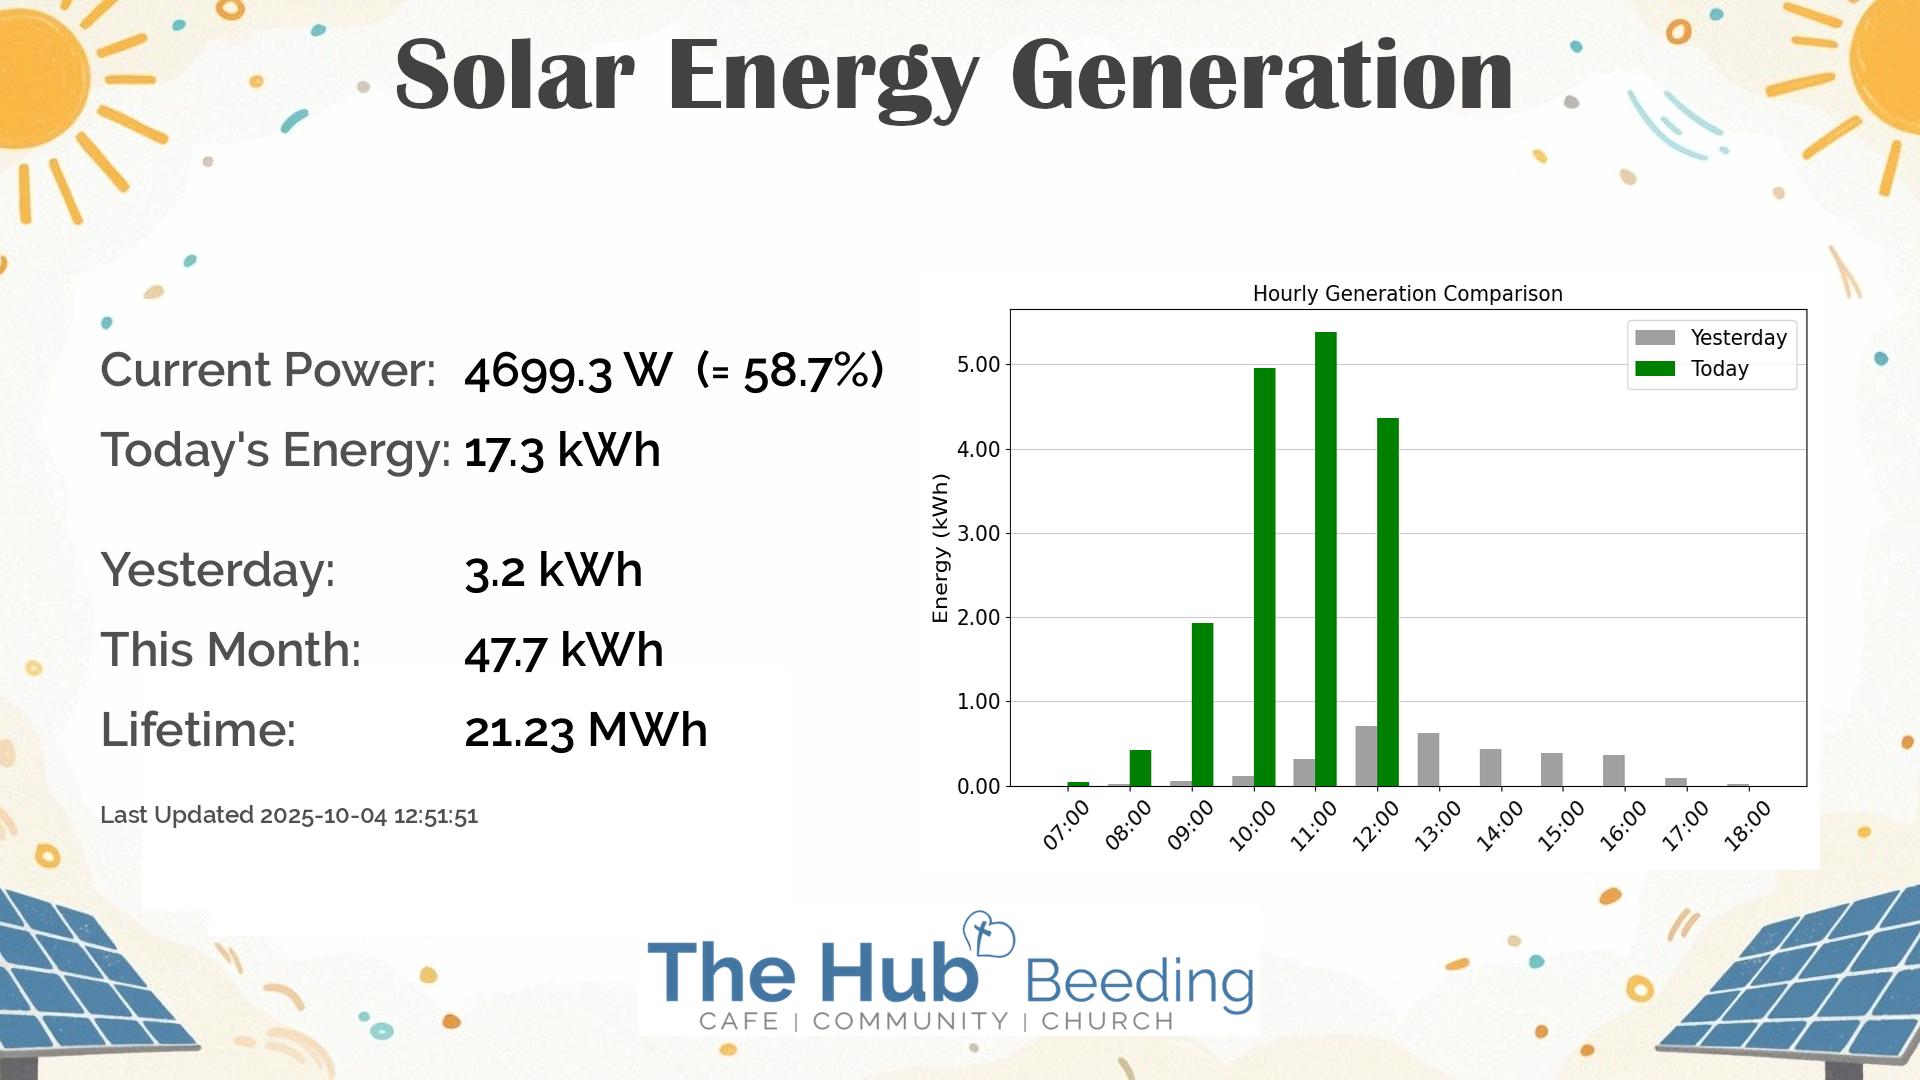 Solar Energy Generation
Current Power: 4699.3 W (= 58.7%)
Today's Energy: 17.3 kWh
Yesterday: 3.2 kWh
This Month: 47.7 kWh
Lifetime: 21.23 MWh
Last Updated 2025-10-04 12:51:51
Hourly Generation Comparison
Yesterday
Today
Energy (kWh)
5.00
4.00
3.00
2.00
1.00
0.00
07:00 08:00 09:00 10:00 11:00 12:00 13:00 14:00 15:00 16:00 17:00 18:00
The Hub Beeding
CAFE | COMMUNITY | CHURCH